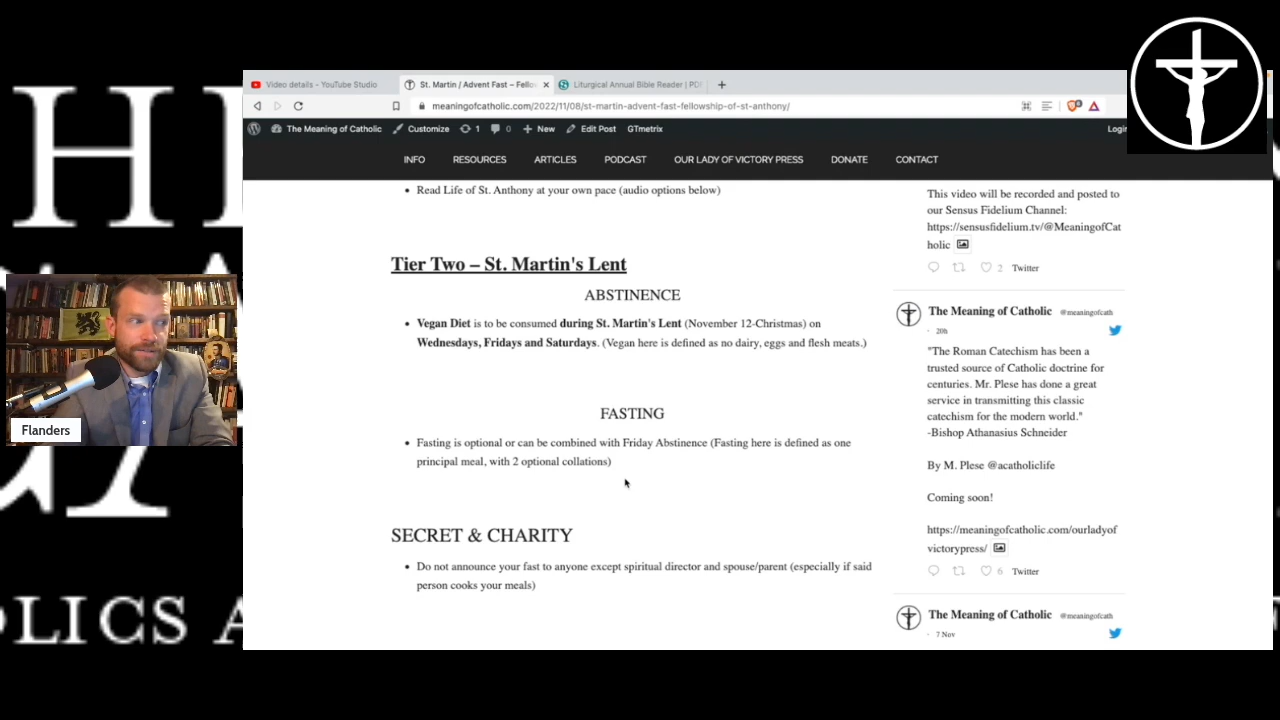 Video details - YouTube Studio
St. Martin / Advent Fast – Fello
Liturgical Annual Bible Reader | PD
meaningofcatholic.com/2022/11/08/st-martin-advent-fast-fellowship-of-st-anthony/
The Meaning of Catholic
Customize
1
0
New
Edit Post
GTmetrix
Login
INFO
RESOURCES
ARTICLES
PODCAST
OUR LADY OF VICTORY PRESS
DONATE
CONTACT
• Read Life of St. Anthony at your own pace (audio options below)
Tier Two – St. Martin's Lent
ABSTINENCE
• Vegan Diet is to be consumed during St. Martin's Lent (November 12-Christmas) on
Wednesdays, Fridays and Saturdays. (Vegan here is defined as no dairy, eggs and flesh meats.)
FASTING
• Fasting is optional or can be combined with Friday Abstinence (Fasting here is defined as one
principal meal, with 2 optional collations)
SECRET & CHARITY
• Do not announce your fast to anyone except spiritual director and spouse/parent (especially if said
person cooks your meals)
This video will be recorded and posted to
our Sensus Fidelium Channel:
https://sensusfidelium.tv/@MeaningofCat
holic
2 Twitter
The Meaning of Catholic @meaningofcath
· 20h
"The Roman Catechism has been a
trusted source of Catholic doctrine for
centuries. Mr. Plese has done a great
service in transmitting this classic
catechism for the modern world."
-Bishop Athanasius Schneider
By M. Plese @acatholiclife
Coming soon!
https://meaningofcatholic.com/ourladyof
victorypress/
6 Twitter
The Meaning of Catholic @meaningofcath
· 7 Nov
Flanders
HE
LICS A